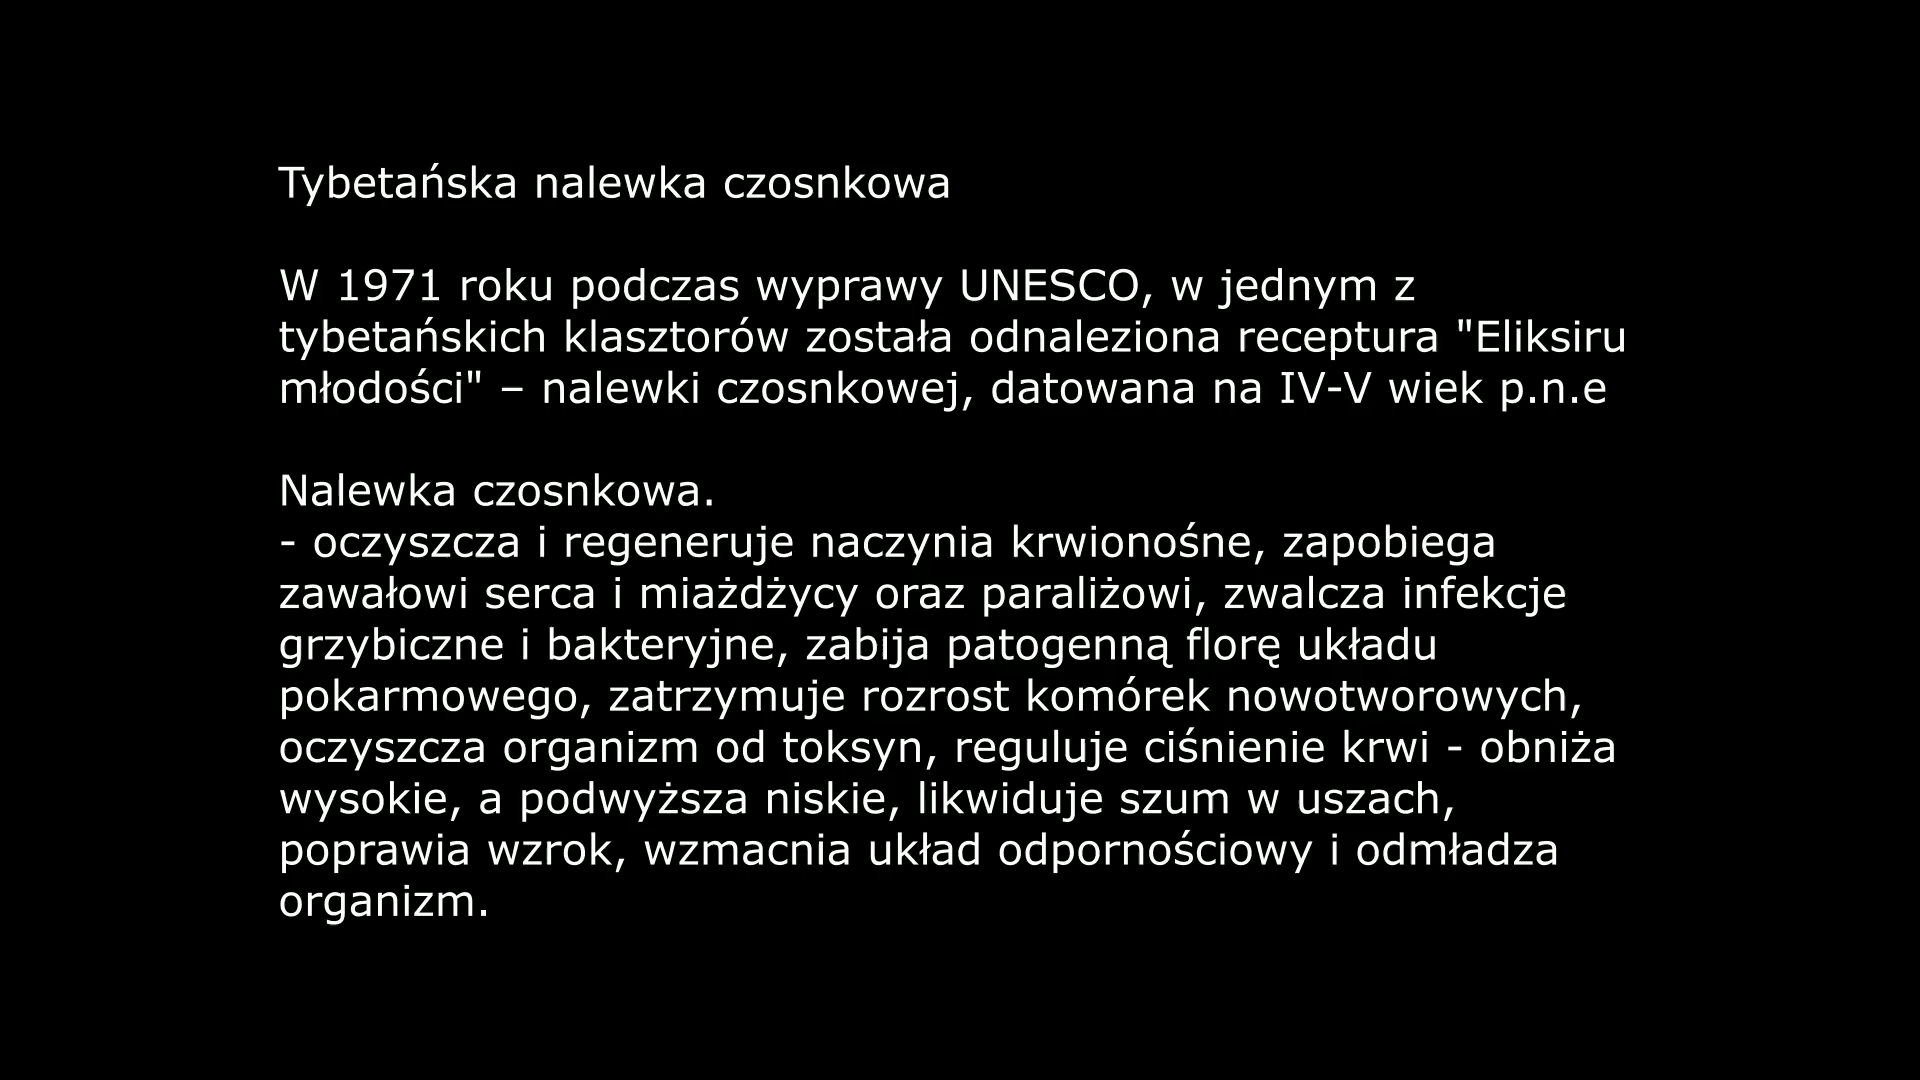 Tybetańska nalewka czosnkowa
W 1971 roku podczas wyprawy UNESCO, w jednym z
tybetańskich klasztorów została odnaleziona receptura "Eliksiru
młodości" – nalewki czosnkowej, datowana na IV-V wiek p.n.e
Nalewka czosnkowa.
- oczyszcza i regeneruje naczynia krwionośne, zapobiega
zawałowi serca i miażdżycy oraz paraliżowi, zwalcza infekcje
grzybiczne i bakteryjne, zabija patogenną florę układu
pokarmowego, zatrzymuje rozrost komórek nowotworowych,
oczyszcza organizm od toksyn, reguluje ciśnienie krwi - obniża
wysokie, a podwyższa niskie, likwiduje szum w uszach,
poprawia wzrok, wzmacnia układ odpornościowy i odmładza
organizm.